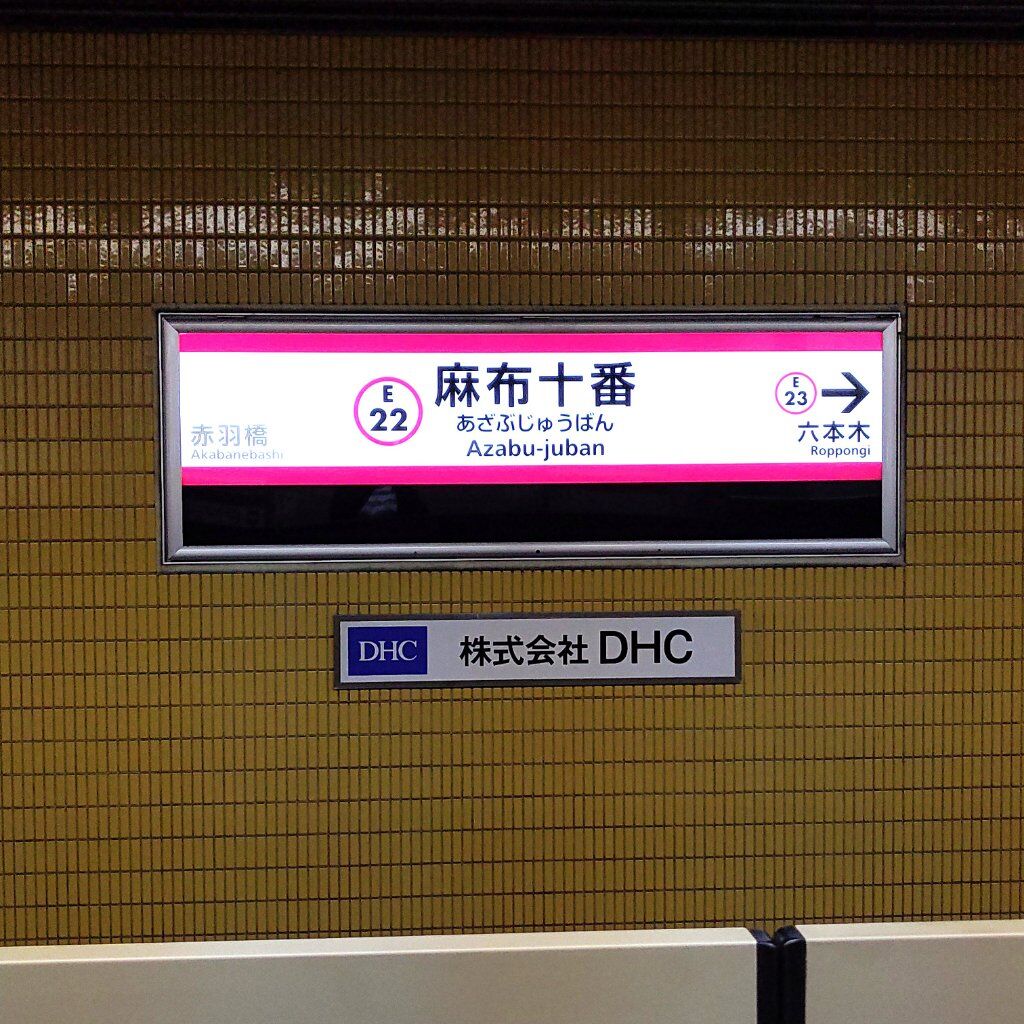 赤羽橋
Akabanebashi
E
22
麻布十番
あざぶじゅうばん
Azabu-juban
E
23
→
六本木
Roppongi
DHC 株式会社 DHC